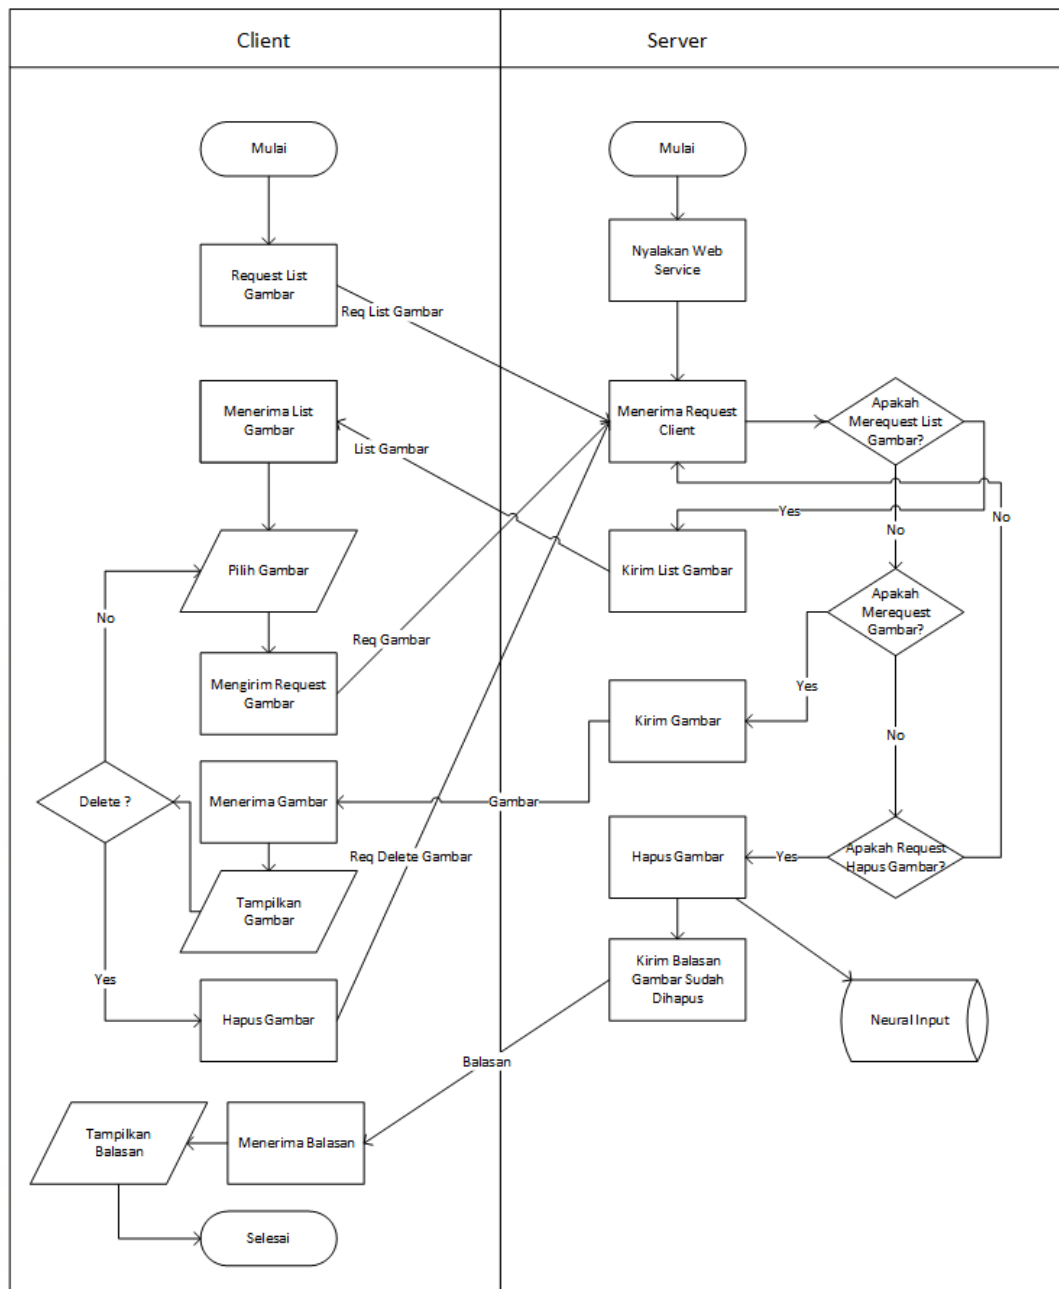 Client
Server
Mulai
Mulai
Nyalakan Web
Service
Request List
Gambar
Req List Gambar
Menerima List
Gambar
Menerima Request
Client
Apakah
Merequest List
Gambar?
List Gambar
Yes
No
No
Pilih Gambar
Kirim List Gambar
Apakah
Merequest
Gambar?
No
Req Gambar
Mengirim Request
Gambar
Yes
Kirim Gambar
No
Delete ?
Menerima Gambar
Gambar
Req Delete Gambar
Hapus Gambar
Yes
Apakah Request
Hapus Gambar?
Tampilkan
Gambar
Yes
Kirim Balasan
Gambar Sudah
Dihapus
Hapus Gambar
Neural Input
Balasan
Tampilkan
Balasan
Menerima Balasan
Selesai